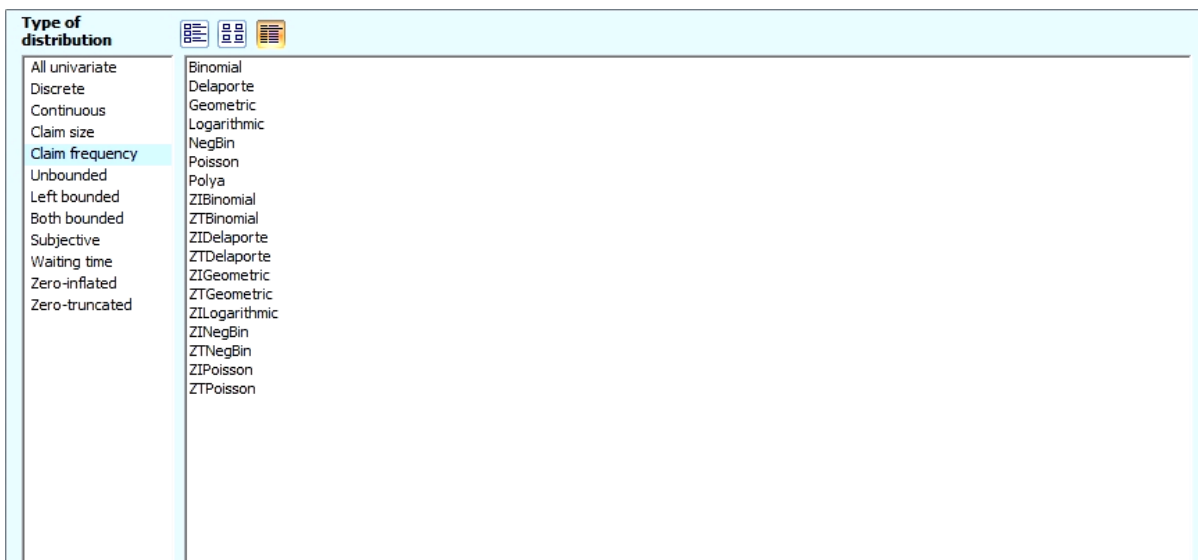 Type of
distribution
All univariate
Discrete
Continuous
Claim size
Claim frequency
Unbounded
Left bounded
Both bounded
Subjective
Waiting time
Zero-inflated
Zero-truncated
Binomial
Delaporte
Geometric
Logarithmic
NegBin
Poisson
Polya
ZIBinomial
ZTBinomial
ZIDelaporte
ZTDelaporte
ZIGeometric
ZTGeometric
ZILogarithmic
ZINegBin
ZTNegBin
ZIPoisson
ZTPoisson